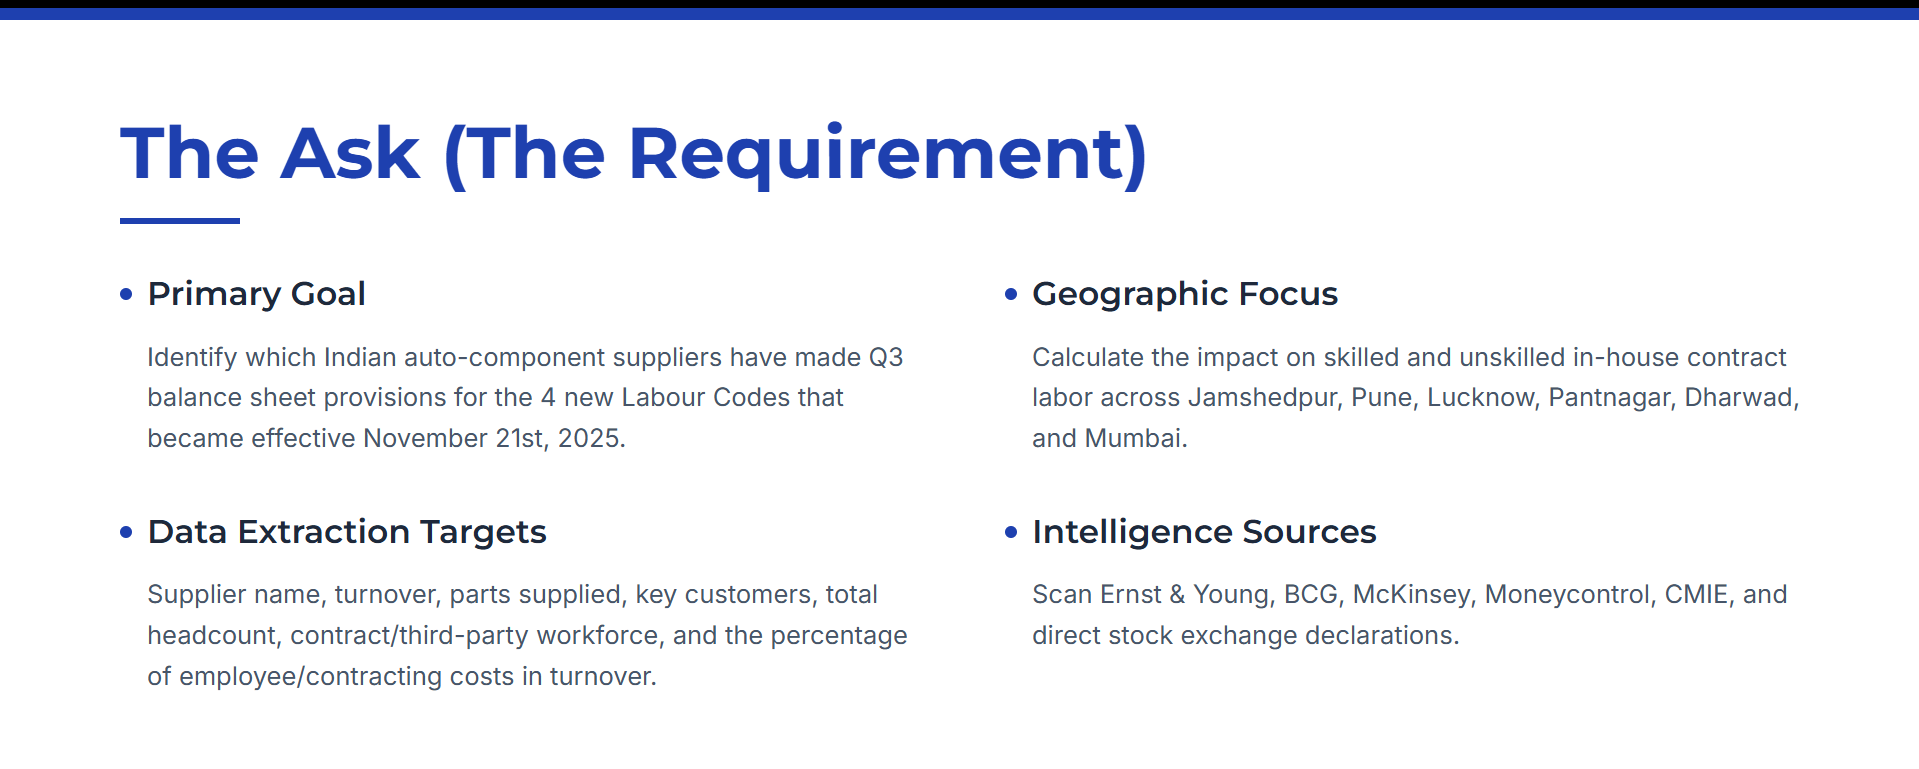 The Ask (The Requirement)
Primary Goal
Identify which Indian auto-component suppliers have made Q3
balance sheet provisions for the 4 new Labour Codes that
became effective November 21st, 2025.
Geographic Focus
Calculate the impact on skilled and unskilled in-house contract
labor across Jamshedpur, Pune, Lucknow, Pantnagar, Dharwad,
and Mumbai.
Data Extraction Targets
Supplier name, turnover, parts supplied, key customers, total
headcount, contract/third-party workforce, and the percentage
of employee/contracting costs in turnover.
Intelligence Sources
Scan Ernst & Young, BCG, McKinsey, Moneycontrol, CMIE, and
direct stock exchange declarations.